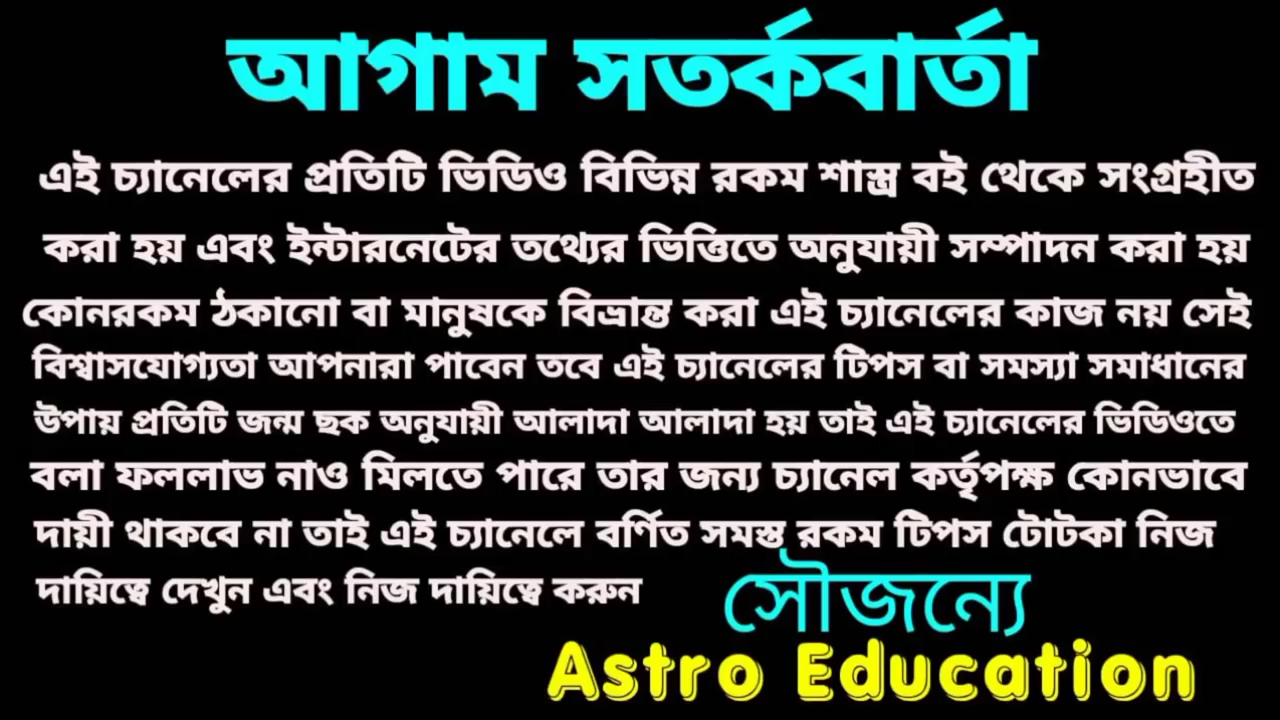 আগাম সতর্কবার্তা
এই চ্যানেলের প্রতিটি ভিডিও বিভিন্ন রকম শাস্ত্র বই থেকে সংগ্রহীত
করা হয় এবং ইন্টারনেটের তথ্যের ভিত্তিতে অনুযায়ী সম্পাদন করা হয়
কোনরকম ঠকানো বা মানুষকে বিভ্রান্ত করা এই চ্যানেলের কাজ নয় সেই
বিশ্বাসযোগ্যতা আপনারা পাবেন তবে এই চ্যানেলের টিপস বা সমস্যা সমাধানের
উপায় প্রতিটি জন্ম ছক অনুযায়ী আলাদা আলাদা হয় তাই এই চ্যানেলের ভিডিওতে
বলা ফললাভ নাও মিলতে পারে তার জন্য চ্যানেল কর্তৃপক্ষ কোনভাবে
দায়ী থাকবে না তাই এই চ্যানেলে বর্ণিত সমস্ত রকম টিপস টোটকা নিজ
দায়িত্বে দেখুন এবং নিজ দায়িত্বে করুন
সৌজন্যে
Astro Education